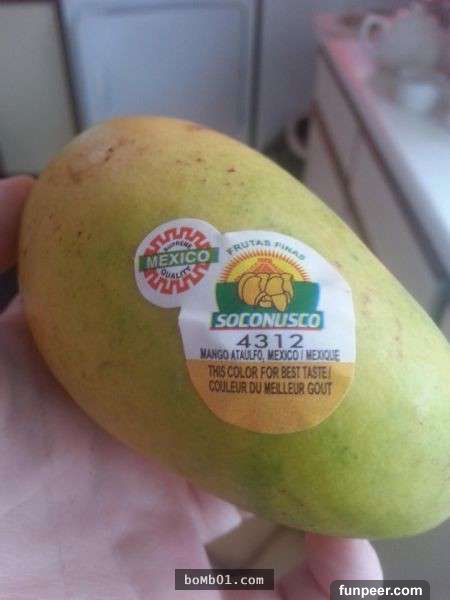 SUPREME
MEXICO
QUALITY
FRUTAS FINAS
SOCONUSCO
4312
MANGO ATAULFO, MEXICO / MEXIQUE
THIS COLOR FOR BEST TASTE /
COULEUR DU MEILLEUR GOUT
boMb01.com
funpeer.com